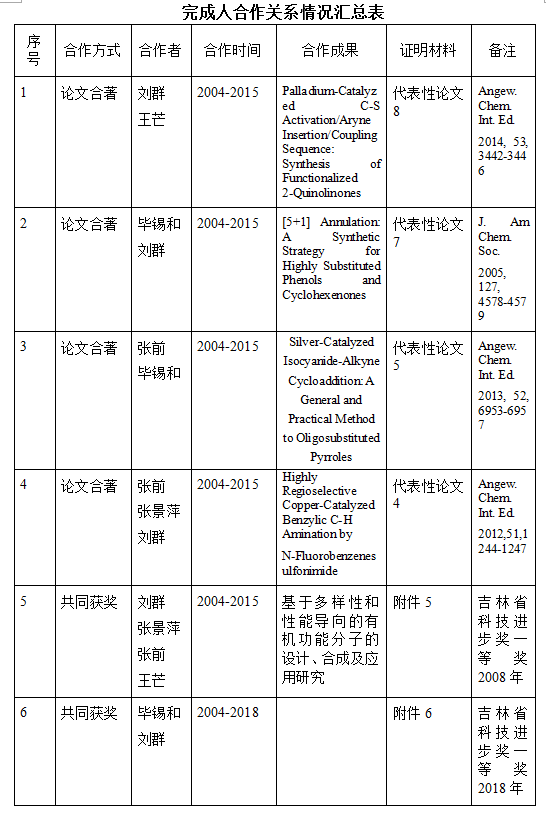 完成人合作关系情况汇总表
序
号
合作方式
合作者
合作时间
合作成果
证明材料
备注
1
论文合著
刘群
王芒
2004-2015
Palladium-Catalyz
ed C-S
Activation/Aryne
Insertion/Coupling
Sequence:
Synthesis of
Functionalized
2-Quinolinones
代表性论文
8
Angew.
Chem.
Int. Ed.
2014, 53,
3442-344
6
2
论文合著
毕锡和
刘群
2004-2015
[5+1] Annulation:
A Synthetic
Strategy for
Highly Substituted
Phenols and
Cyclohexenones
代表性论文
7
J. Am
Chem.
Soc.
2005,
127,
4578-457
9
3
论文合著
张前
毕锡和
2004-2015
Silver-Catalyzed
Isocyanide-Alkyne
Cycloaddition: A
General and
Practical Method
to Oligosubstituted
Pyrroles
代表性论文
5
Angew.
Chem.
Int. Ed.
2013, 52,
6953-695
7
4
论文合著
张前
张景萍
刘群
2004-2015
Highly
Regioselective
Copper-Catalyzed
Benzylic C-H
Amination by
N-Fluorobenzenes
ulfonimide
代表性论文
4
Angew.
Chem.
Int. Ed.
2012,51,1
244-1247
5
共同获奖
刘群
张景萍
张前
王芒
2004-2015
基于多样性和
性能导向的有
机功能分子的
设计、合成及应
用研究
附件 5
吉林省
科技进
步奖一
等奖
2008 年
6
共同获奖
毕锡和
刘群
2004-2018
附件 6
吉林省
科技进
步奖一
等奖
2018 年